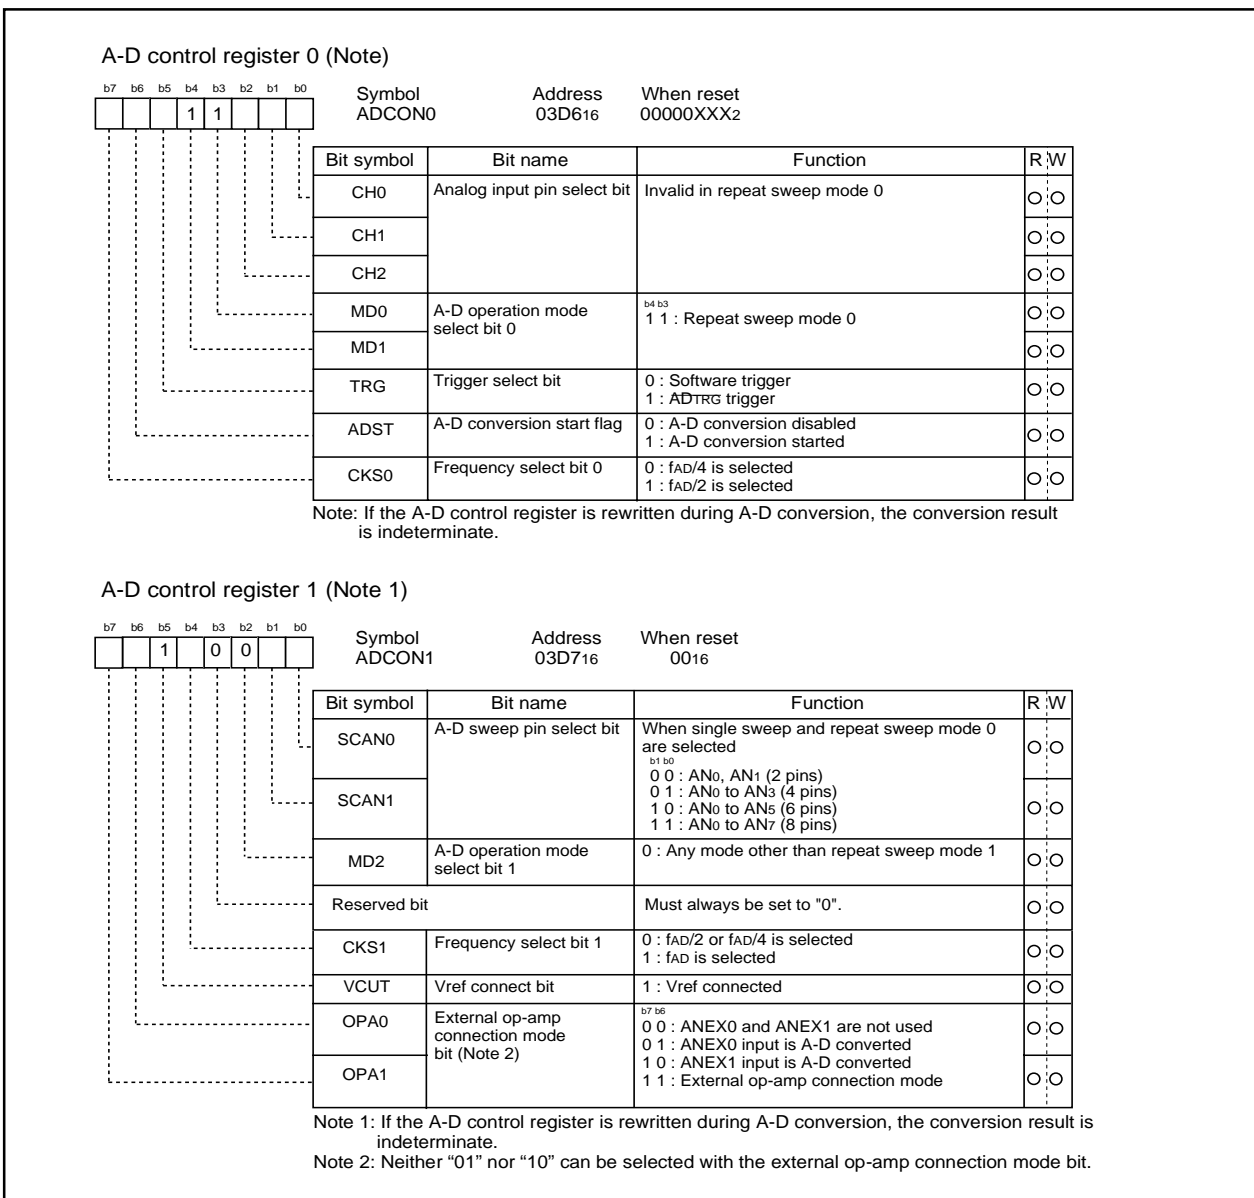 A-D control register 0 (Note)
b7 b6 b5 b4 b3 b2 b1 b0
1 1
Symbol Address When reset
ADCON0 03D616 00000XXX2
Bit symbol Bit name Function R W
CH0 Analog input pin select bit Invalid in repeat sweep mode 0
CH1
CH2
MD0 A-D operation mode
select bit 0
b4 b3
1 1 : Repeat sweep mode 0
MD1
TRG Trigger select bit 0 : Software trigger
1 : ADTRG trigger
ADST A-D conversion start flag 0 : A-D conversion disabled
1 : A-D conversion started
CKS0 Frequency select bit 0 0 : fAD/4 is selected
1 : fAD/2 is selected
Note: If the A-D control register is rewritten during A-D conversion, the conversion result
is indeterminate.
A-D control register 1 (Note 1)
b7 b6 b5 b4 b3 b2 b1 b0
1 0 0
Symbol Address When reset
ADCON1 03D716 0016
Bit symbol Bit name Function R W
SCAN0 A-D sweep pin select bit When single sweep and repeat sweep mode 0
are selected
b1 b0
0 0 : AN0, AN1 (2 pins)
0 1 : AN0 to AN3 (4 pins)
1 0 : AN0 to AN5 (6 pins)
1 1 : AN0 to AN7 (8 pins)
SCAN1
MD2 A-D operation mode
select bit 1
0 : Any mode other than repeat sweep mode 1
Reserved bit Must always be set to "0".
CKS1 Frequency select bit 1 0 : fAD/2 or fAD/4 is selected
1 : fAD is selected
VCUT Vref connect bit 1 : Vref connected
OPA0 External op-amp
connection mode
bit (Note 2)
b7 b6
0 0 : ANEX0 and ANEX1 are not used
0 1 : ANEX0 input is A-D converted
1 0 : ANEX1 input is A-D converted
1 1 : External op-amp connection mode
OPA1
Note 1: If the A-D control register is rewritten during A-D conversion, the conversion result is
indeterminate.
Note 2: Neither “01” nor “10” can be selected with the external op-amp connection mode bit.